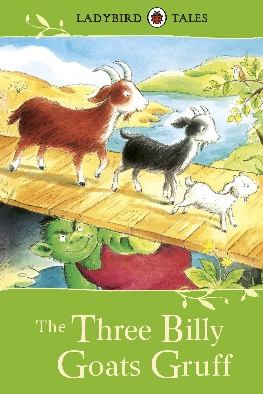 LADYBIRD TALES
The Three Billy
Goats Gruff